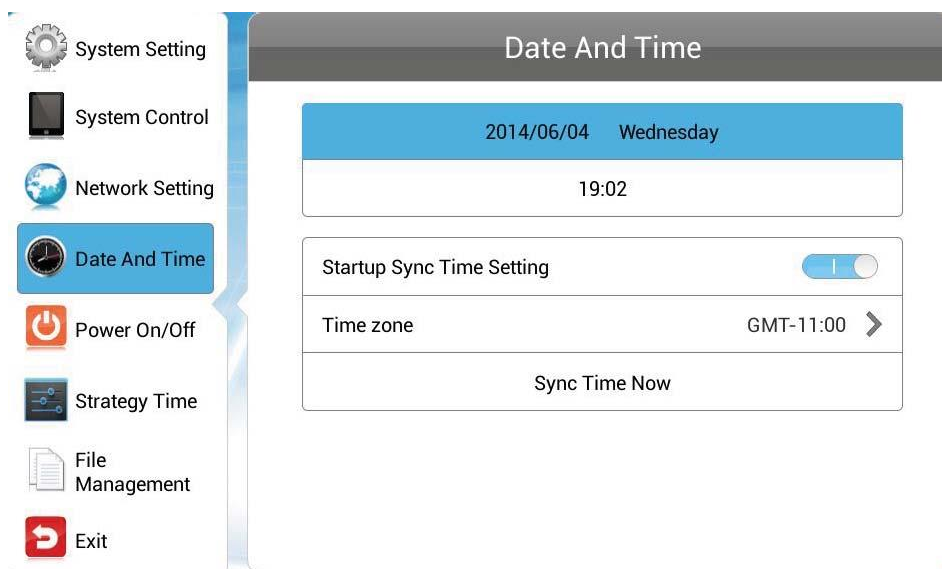 System Setting
System Control
Network Setting
Date And Time
Power On/Off
Strategy Time
File
Management
Exit
Date And Time
2014/06/04 Wednesday
19:02
Startup Sync Time Setting
Time zone GMT-11:00
Sync Time Now